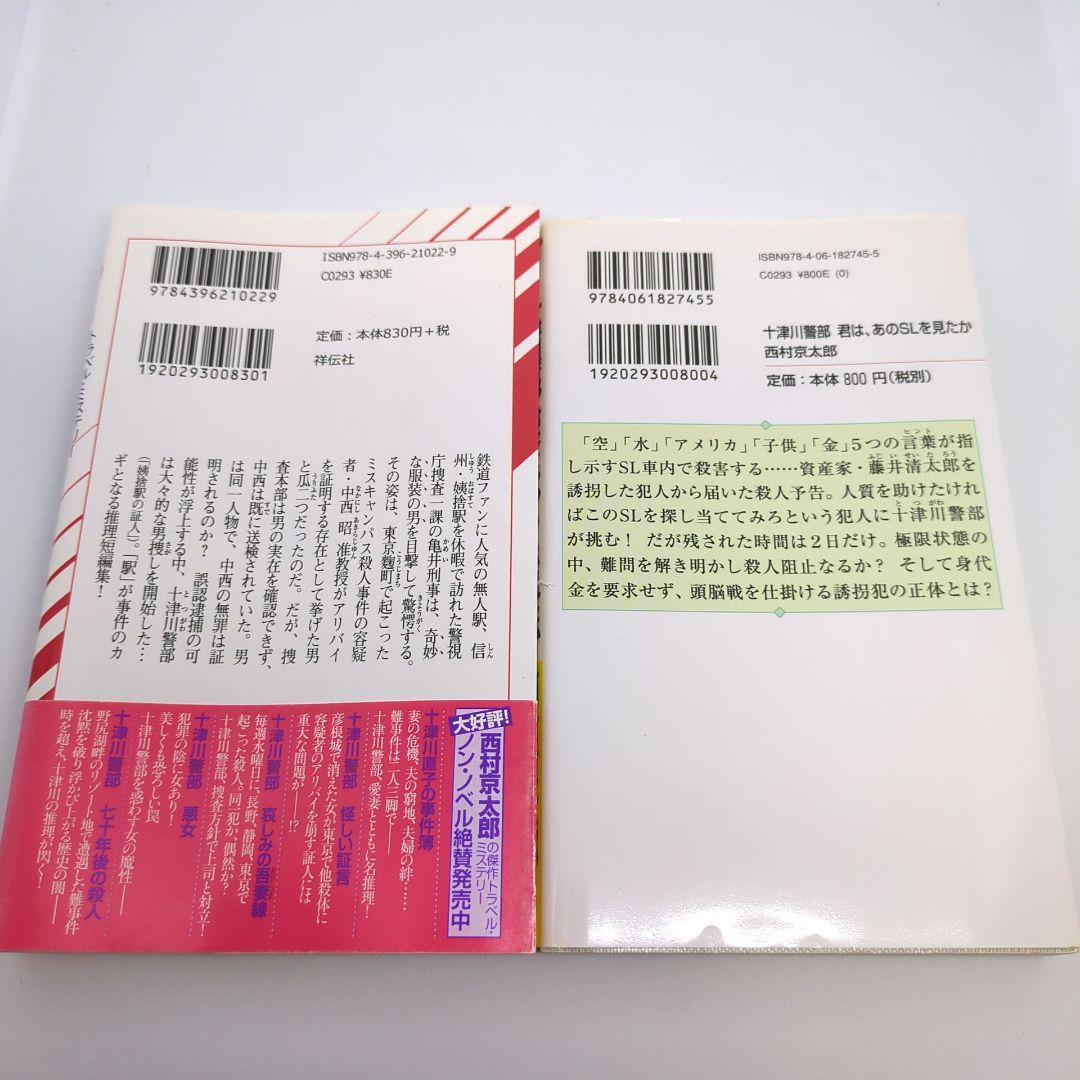 ISBN978-4-396-21022-9
C0293 ¥830E
9784396210229
定価：本体830円＋税
祥伝社
1920293008301
トラベル・ミステリー
鉄道ファンに人気の無人駅、信
州・姨捨駅を休暇で訪れた警視
庁捜査一課の亀井刑事は、奇妙
な服装の男を目撃して驚愕する。
その姿は、東京麹町で起こった
ミスキャンパス殺人事件の容疑
者・中西昭准教授がアリバイ
を証明する存在として挙げた男
と瓜二つだったのだ。だが、捜
査本部は男の実在を確認できず、
中西は既に送検されていた。男
は同一人物で、中西の無罪は証
明されるのか？　誤認逮捕の可
能性が浮上する中、十津川警部
は大々的な男捜しを開始した…
（「姨捨駅の証人」）。「駅」が事件のカ
ギとなる推理短編集！
大好評！
西村京太郎の傑作トラベル・ミステリー
ノン・ノベル絶賛発売中
十津川直子の事件簿
妻の危機、夫の窮地、夫婦の絆……
難事件は二人三脚で――
十津川警部、愛妻とともに名推理！
十津川警部　怪しい証言
彦根城で消えた女が東京で他殺体に
容疑者のアリバイを崩す証人には
重大な問題が――！？
十津川警部　哀しみの吾妻線
毎週水曜日に、長野、静岡、東京で
起こった殺人。同一犯か、偶然か？
十津川警部、捜査方針で上司と対立！
十津川警部　悪女
犯罪の陰に女あり！
美しくも恐ろしい罠
十津川警部を惑わす女の魔性――
十津川警部　七十年後の殺人
野尻湖畔のリゾート地で遭遇した難事件
沈黙を破り浮かび上がる歴史の闇――
時を超え、十津川の推理が閃く！
ISBN978-4-06-182745-5
C0293 ¥800E (0)
9784061827455
十津川警部 君は、あのSLを見たか
西村京太郎
1920293008004
定価：本体 800 円（税別）
「空」「水」「アメリカ」「子供」「金」5つの言葉が指
し示すSL車内で殺害する……資産家・藤井清太郎を
誘拐した犯人から届いた殺人予告。人質を助けたけれ
ばこのSLを探し当ててみろという犯人に十津川警部
が挑む！　だが残された時間は2日だけ。極限状態の
中、難問を解き明かし殺人阻止なるか？　そして身代
金を要求せず、頭脳戦を仕掛ける誘拐犯の正体とは？